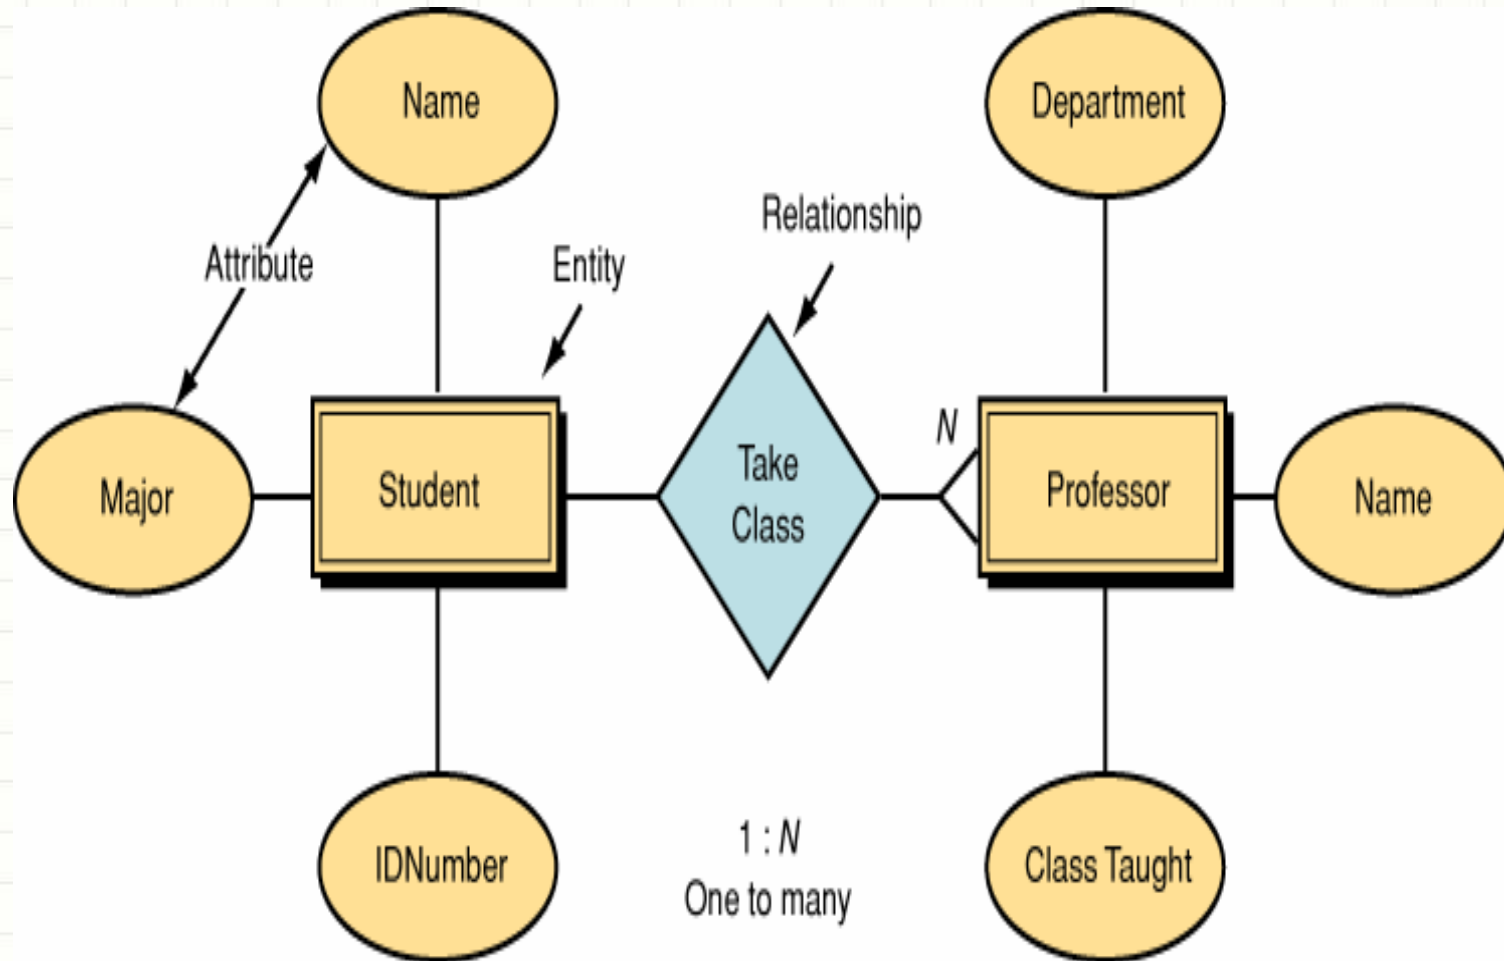 Name
Department
Relationship
Attribute
Entity
N
Take
Class
Major
Student
Professor
Name
1 : N
One to many
IDNumber
Class Taught